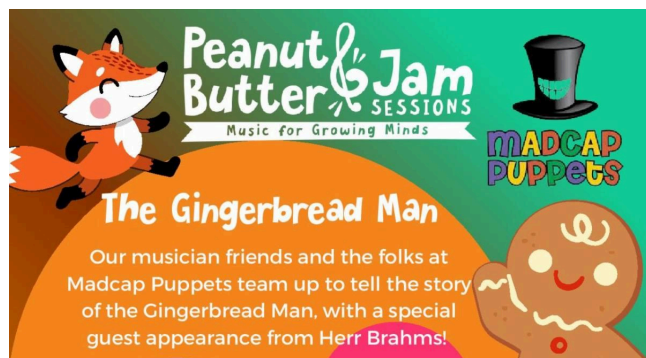 Peanut
Butter & Jam
SESSIONS
Music for Growing Minds
MADCAP
PUPPETS
The Gingerbread Man
Our musician friends and the folks at
Madcap Puppets team up to tell the story
of the Gingerbread Man, with a special
guest appearance from Herr Brahms!